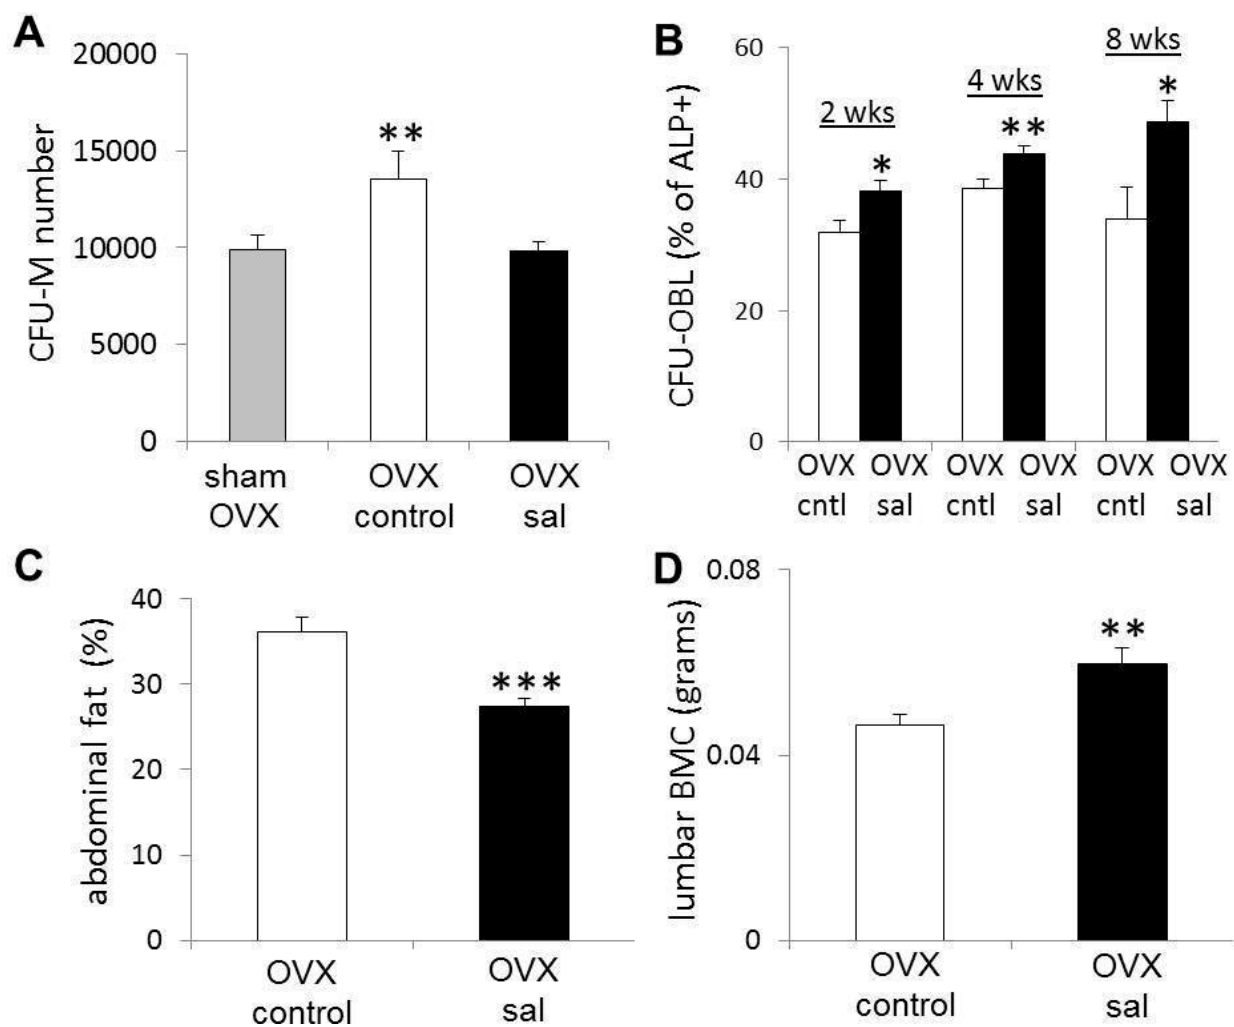 A
CFU-M number
20000
15000
10000
5000
0
**
sham
OVX
OVX
control
OVX
sal
B
CFU-OBL (% of ALP+)
60
40
20
0
2 wks
*
4 wks
**
8 wks
*
OVX OVX OVX OVX OVX OVX
cntl sal cntl sal cntl sal
C
abdominal fat (%)
40
30
20
10
0
***
OVX
control
OVX
sal
D
lumbar BMC (grams)
0.08
0.04
0
**
OVX
control
OVX
sal